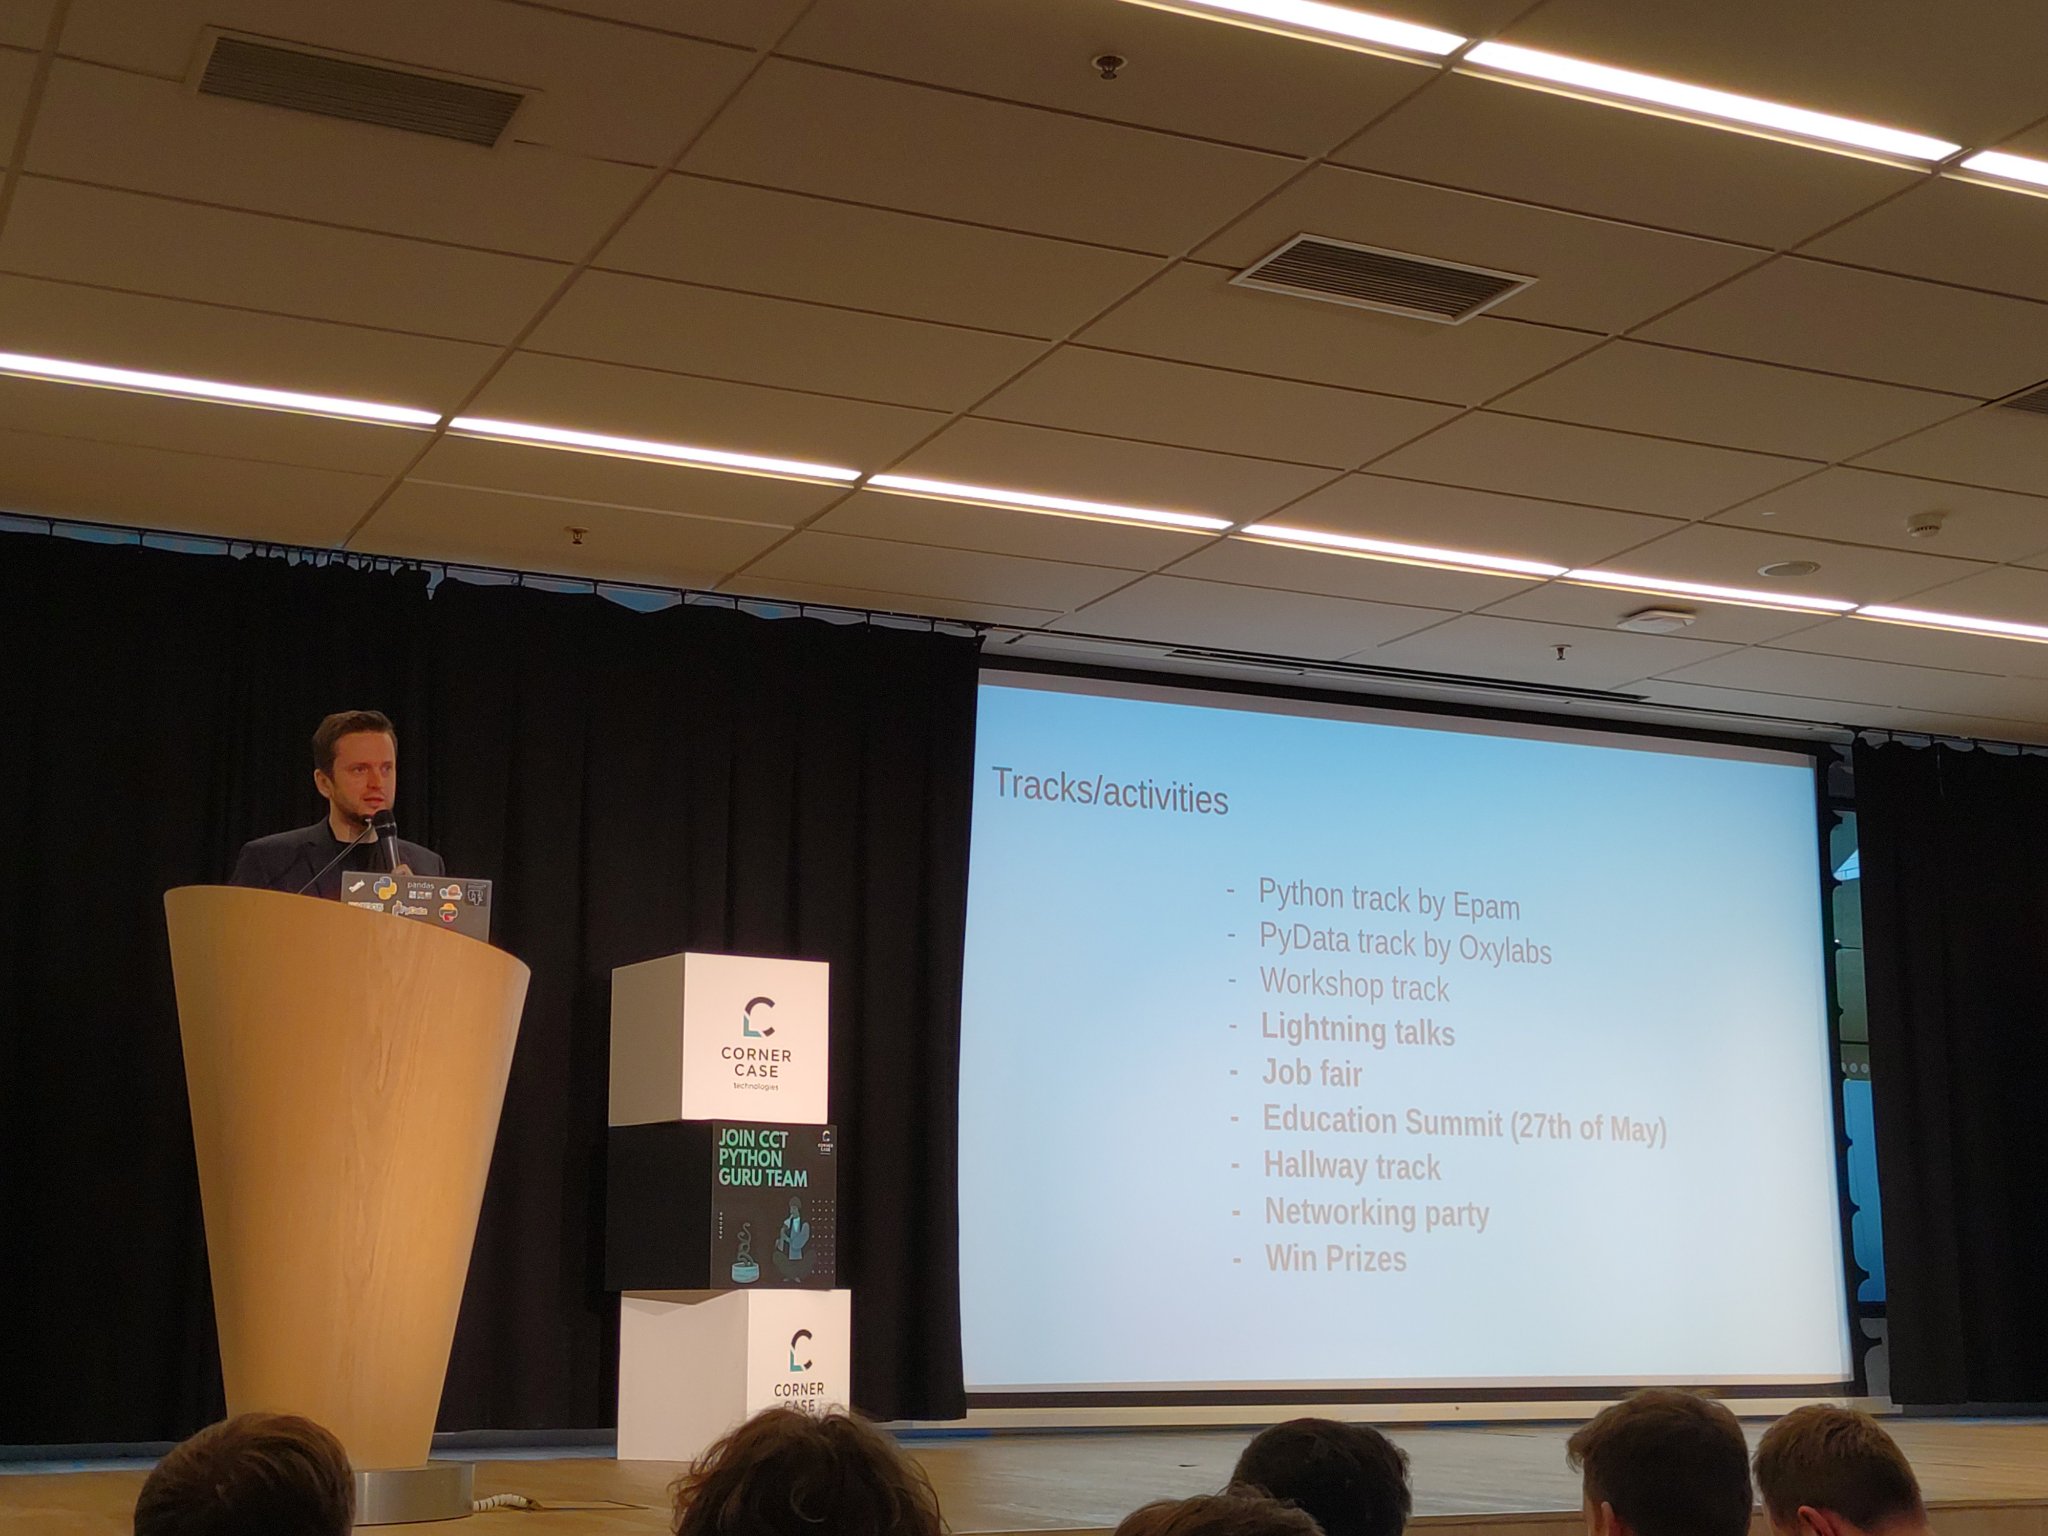 Tracks/activities
- Python track by Epam
- PyData track by Oxylabs
- Workshop track
- Lightning talks
- Job fair
- Education Summit (27th of May)
- Hallway track
- Networking party
- Win Prizes
pandas
PyData
CORNER
CASE
technologies
JOIN CCT
PYTHON
GURU TEAM
CORNER
CASE
CORNER
CASE